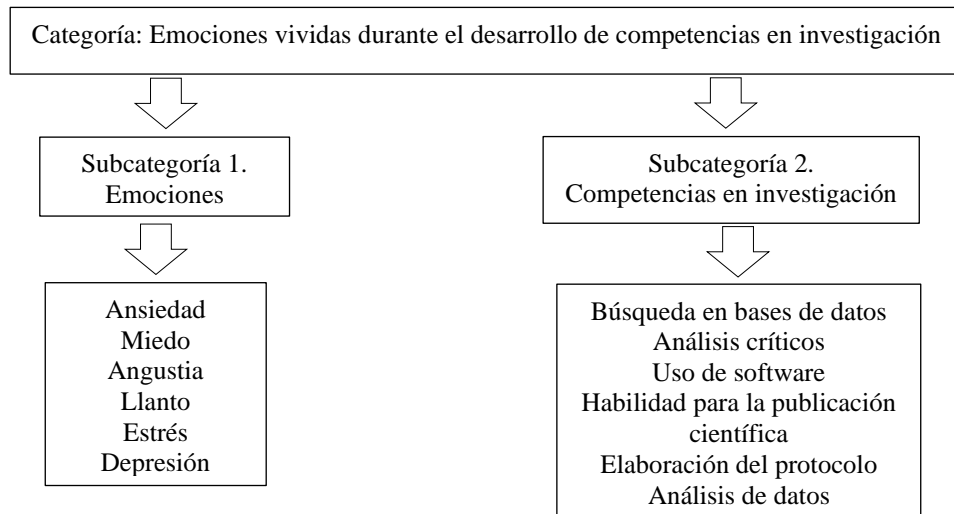 Categoría: Emociones vividas durante el desarrollo de competencias en investigación
Subcategoría 1.
Emociones
Ansiedad
Miedo
Angustia
Llanto
Estrés
Depresión
Subcategoría 2.
Competencias en investigación
Búsqueda en bases de datos
Análisis críticos
Uso de software
Habilidad para la publicación
científica
Elaboración del protocolo
Análisis de datos